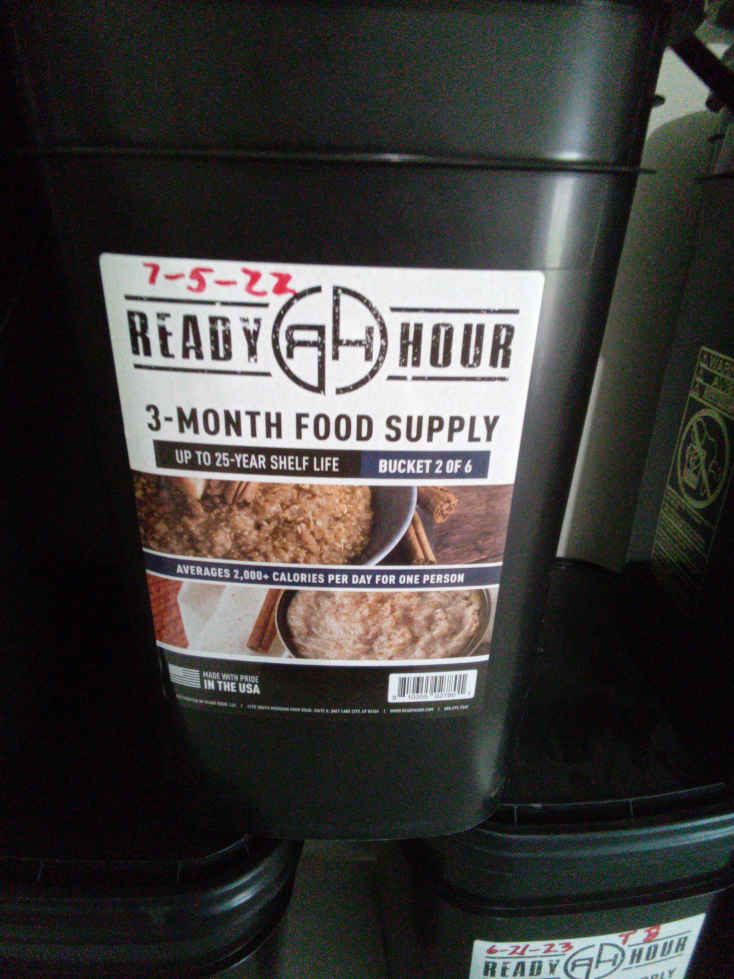 7-5-22
READY RH HOUR
3-MONTH FOOD SUPPLY
UP TO 25-YEAR SHELF LIFE BUCKET 2 OF 6
AVERAGES 2,000+ CALORIES PER DAY FOR ONE PERSON
MADE WITH PRIDE
IN THE USA
6-21-23
READY RH HOUR